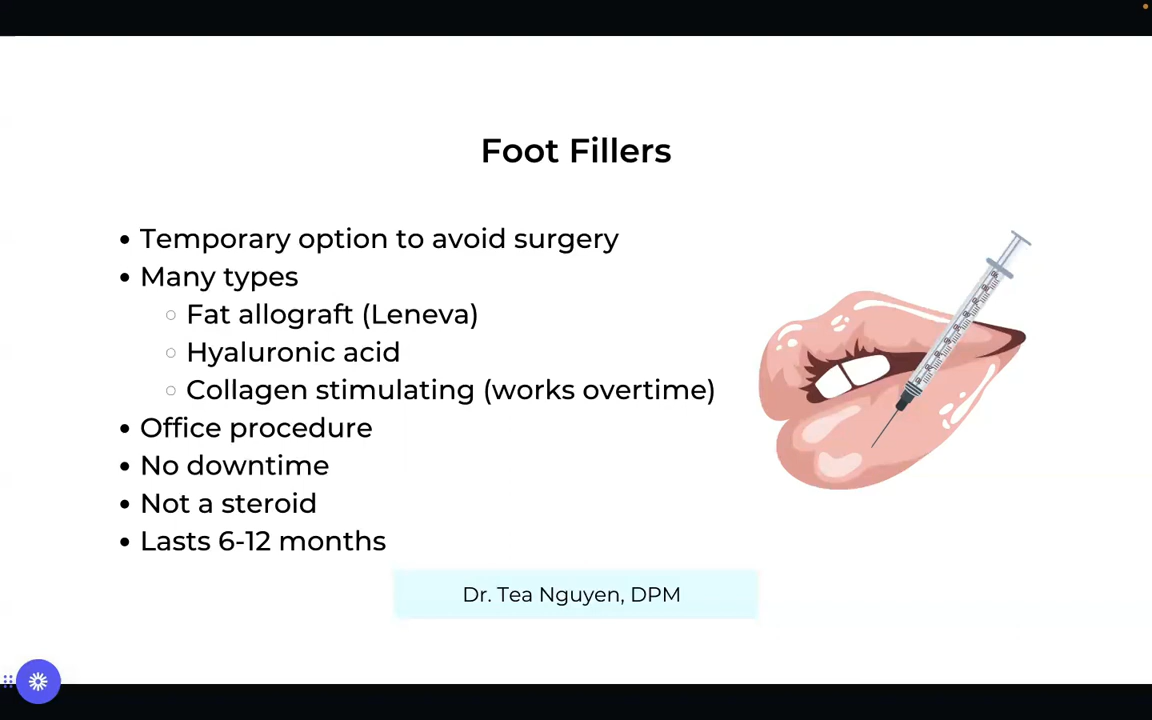 Foot Fillers
• Temporary option to avoid surgery
• Many types
○ Fat allograft (Leneva)
○ Hyaluronic acid
○ Collagen stimulating (works overtime)
• Office procedure
• No downtime
• Not a steroid
• Lasts 6-12 months
Dr. Tea Nguyen, DPM